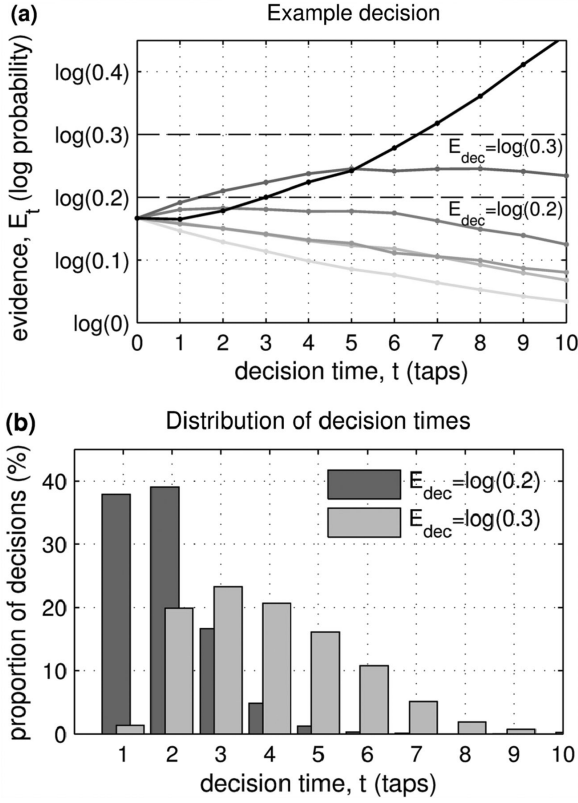 (a) Example decision
evidence, E_t (log probability)
log(0.4)
log(0.3)
log(0.2)
log(0.1)
log(0)
E_dec=log(0.3)
E_dec=log(0.2)
0 1 2 3 4 5 6 7 8 9 10
decision time, t (taps)
(b) Distribution of decision times
proportion of decisions (%)
40
30
20
10
0
E_dec=log(0.2)
E_dec=log(0.3)
1 2 3 4 5 6 7 8 9 10
decision time, t (taps)